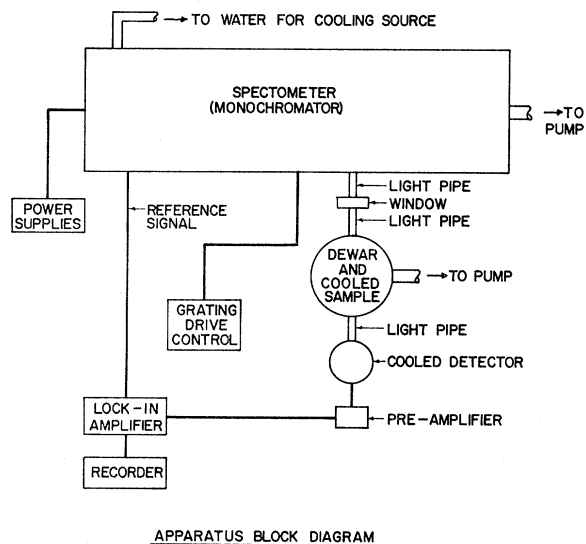 TO WATER FOR COOLING SOURCE
SPECTOMETER
(MONOCHROMATOR)
TO
PUMP
LIGHT PIPE
WINDOW
LIGHT PIPE
POWER
SUPPLIES
REFERENCE
SIGNAL
DEWAR
AND
COOLED
SAMPLE
TO PUMP
GRATING
DRIVE
CONTROL
LIGHT PIPE
COOLED DETECTOR
LOCK-IN
AMPLIFIER
PRE-AMPLIFIER
RECORDER
APPARATUS BLOCK DIAGRAM